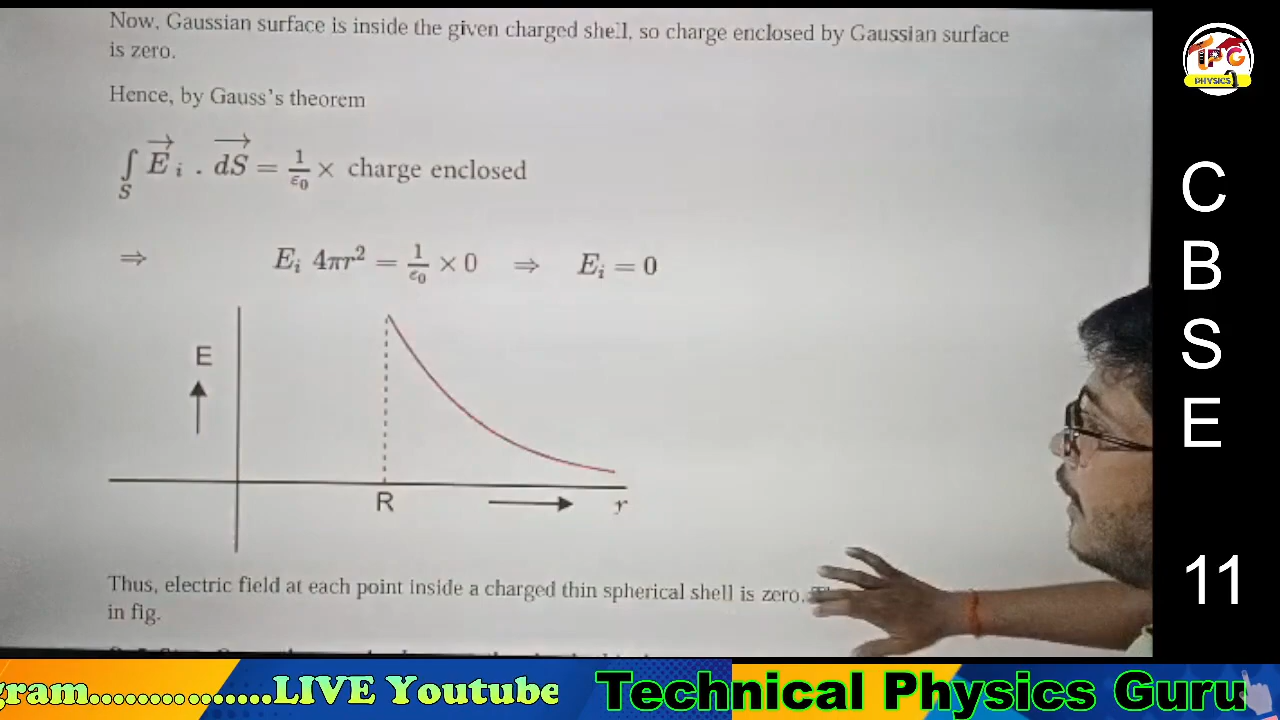 Now, Gaussian surface is inside the given charged shell, so charge enclosed by Gaussian surface
is zero.
Hence, by Gauss's theorem
∫S E⃗i . dS⃗ = 1/ε0 × charge enclosed
⇒ Ei 4πr² = 1/ε0 × 0 ⇒ Ei = 0
E
R
r
Thus, electric field at each point inside a charged thin spherical shell is zero.
in fig.
TPG
PHYSICS
C
B
S
E
11
gram..............LIVE Youtube
Technical Physics Guru